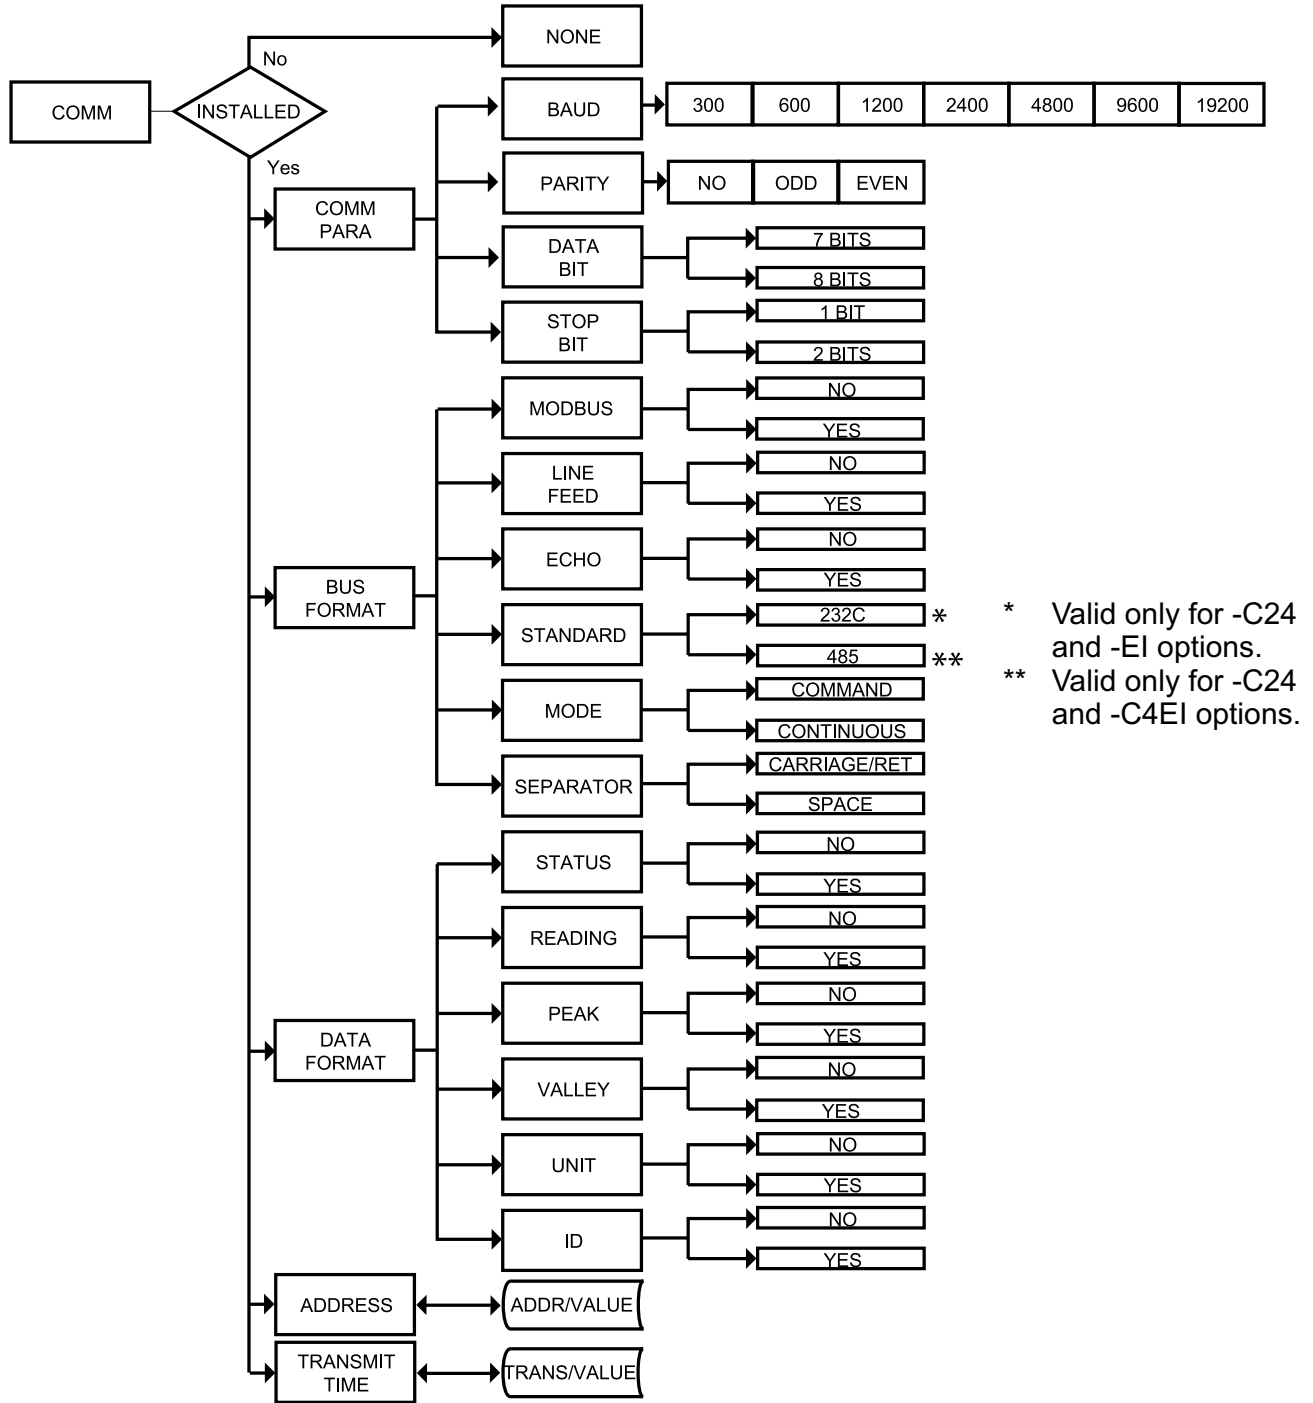 NONE
No
COMM
INSTALLED
BAUD
300 600 1200 2400 4800 9600 19200
Yes
PARITY
NO ODD EVEN
COMM
PARA
DATA
BIT
7 BITS
8 BITS
STOP
BIT
1 BIT
2 BITS
MODBUS
NO
YES
LINE
FEED
NO
YES
ECHO
NO
YES
BUS
FORMAT
STANDARD
232C *
485 **
* Valid only for -C24
and -EI options.
** Valid only for -C24
and -C4EI options.
MODE
COMMAND
CONTINUOUS
SEPARATOR
CARRIAGE/RET
SPACE
STATUS
NO
YES
READING
NO
YES
PEAK
NO
YES
DATA
FORMAT
VALLEY
NO
YES
UNIT
NO
YES
ID
NO
YES
ADDRESS
ADDR/VALUE
TRANSMIT
TIME
TRANS/VALUE